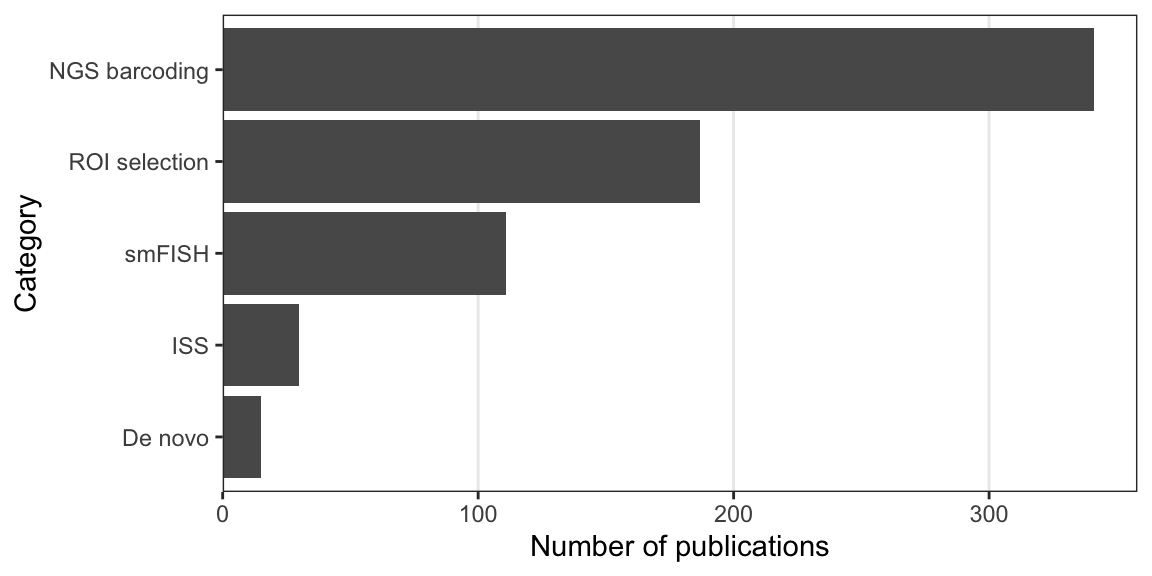 NGS barcoding
ROI selection
smFISH
ISS
De novo
Category
0 100 200 300
Number of publications